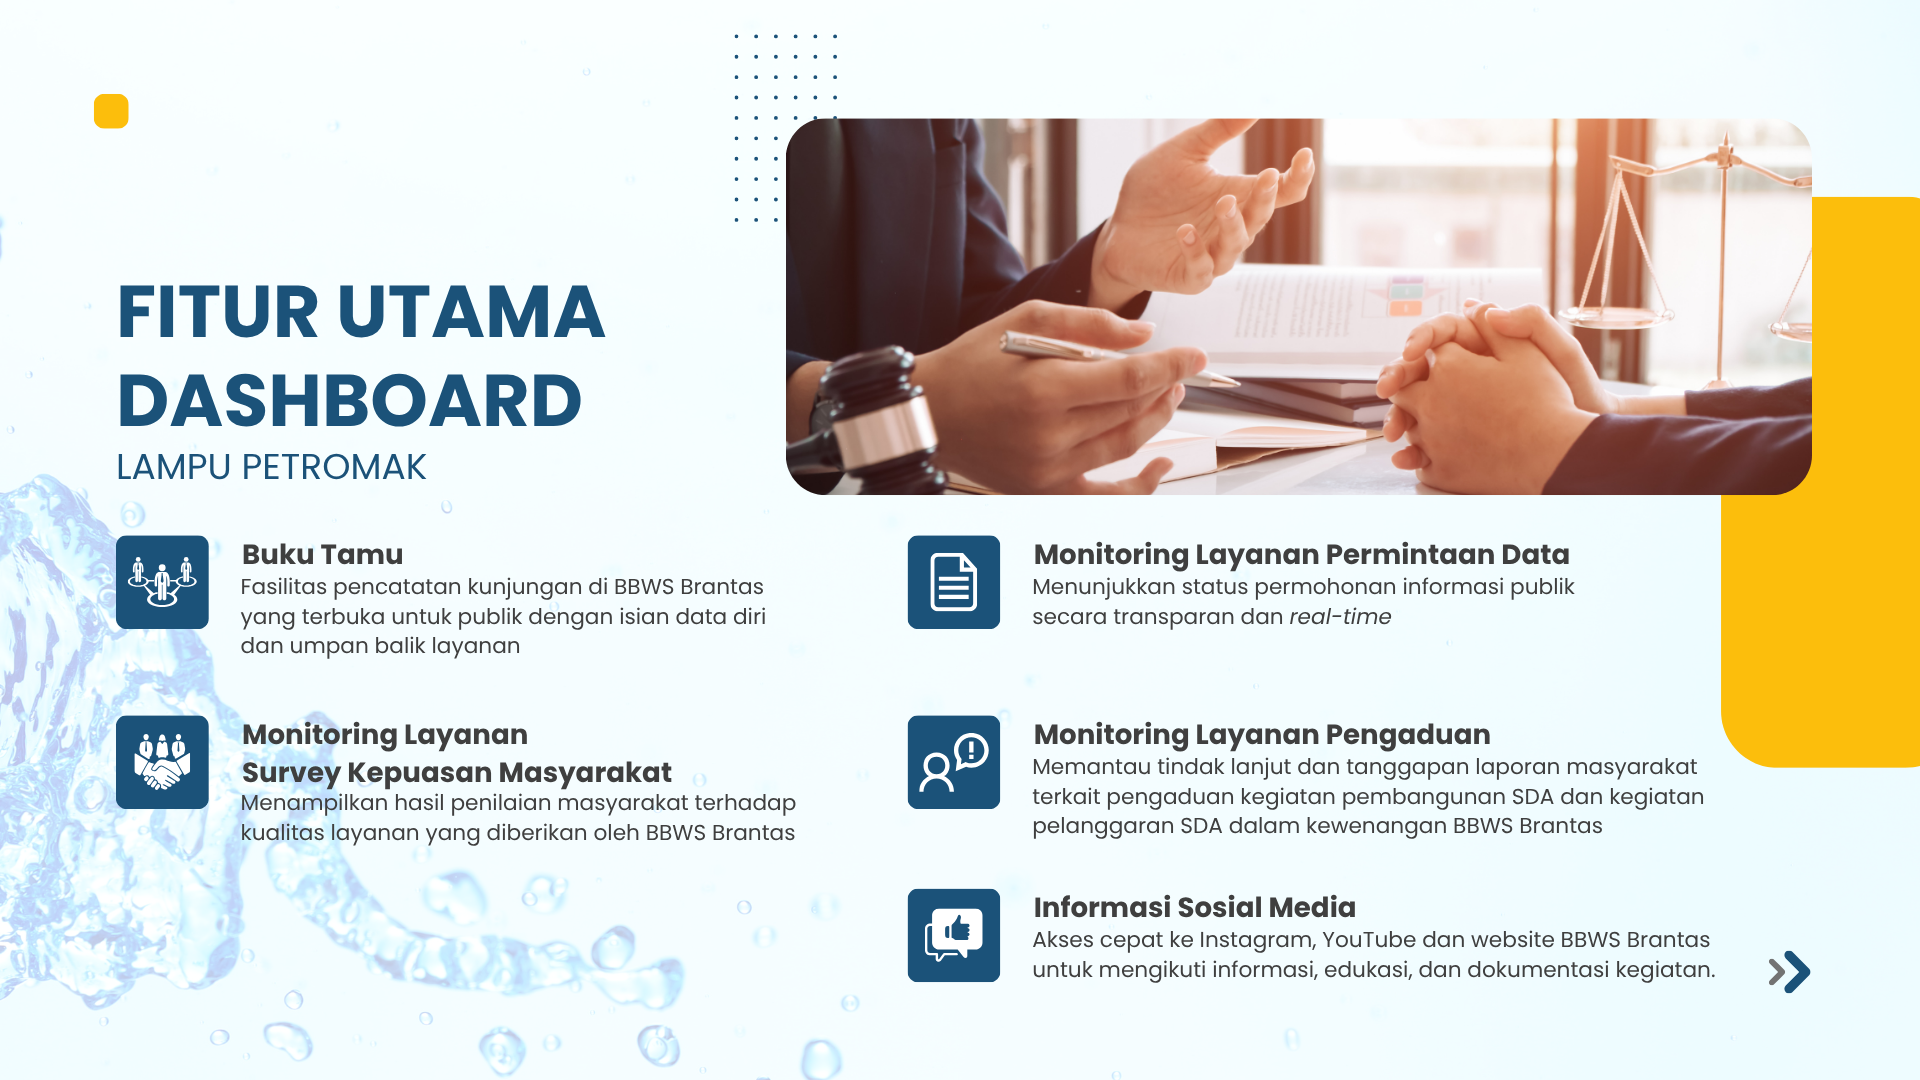 FITUR UTAMA
DASHBOARD
LAMPU PETROMAK
Buku Tamu
Fasilitas pencatatan kunjungan di BBWS Brantas
yang terbuka untuk publik dengan isian data diri
dan umpan balik layanan
Monitoring Layanan
Survey Kepuasan Masyarakat
Menampilkan hasil penilaian masyarakat terhadap
kualitas layanan yang diberikan oleh BBWS Brantas
Monitoring Layanan Permintaan Data
Menunjukkan status permohonan informasi publik
secara transparan dan real-time
Monitoring Layanan Pengaduan
Memantau tindak lanjut dan tanggapan laporan masyarakat
terkait pengaduan kegiatan pembangunan SDA dan kegiatan
pelanggaran SDA dalam kewenangan BBWS Brantas
Informasi Sosial Media
Akses cepat ke Instagram, YouTube dan website BBWS Brantas
untuk mengikuti informasi, edukasi, dan dokumentasi kegiatan.